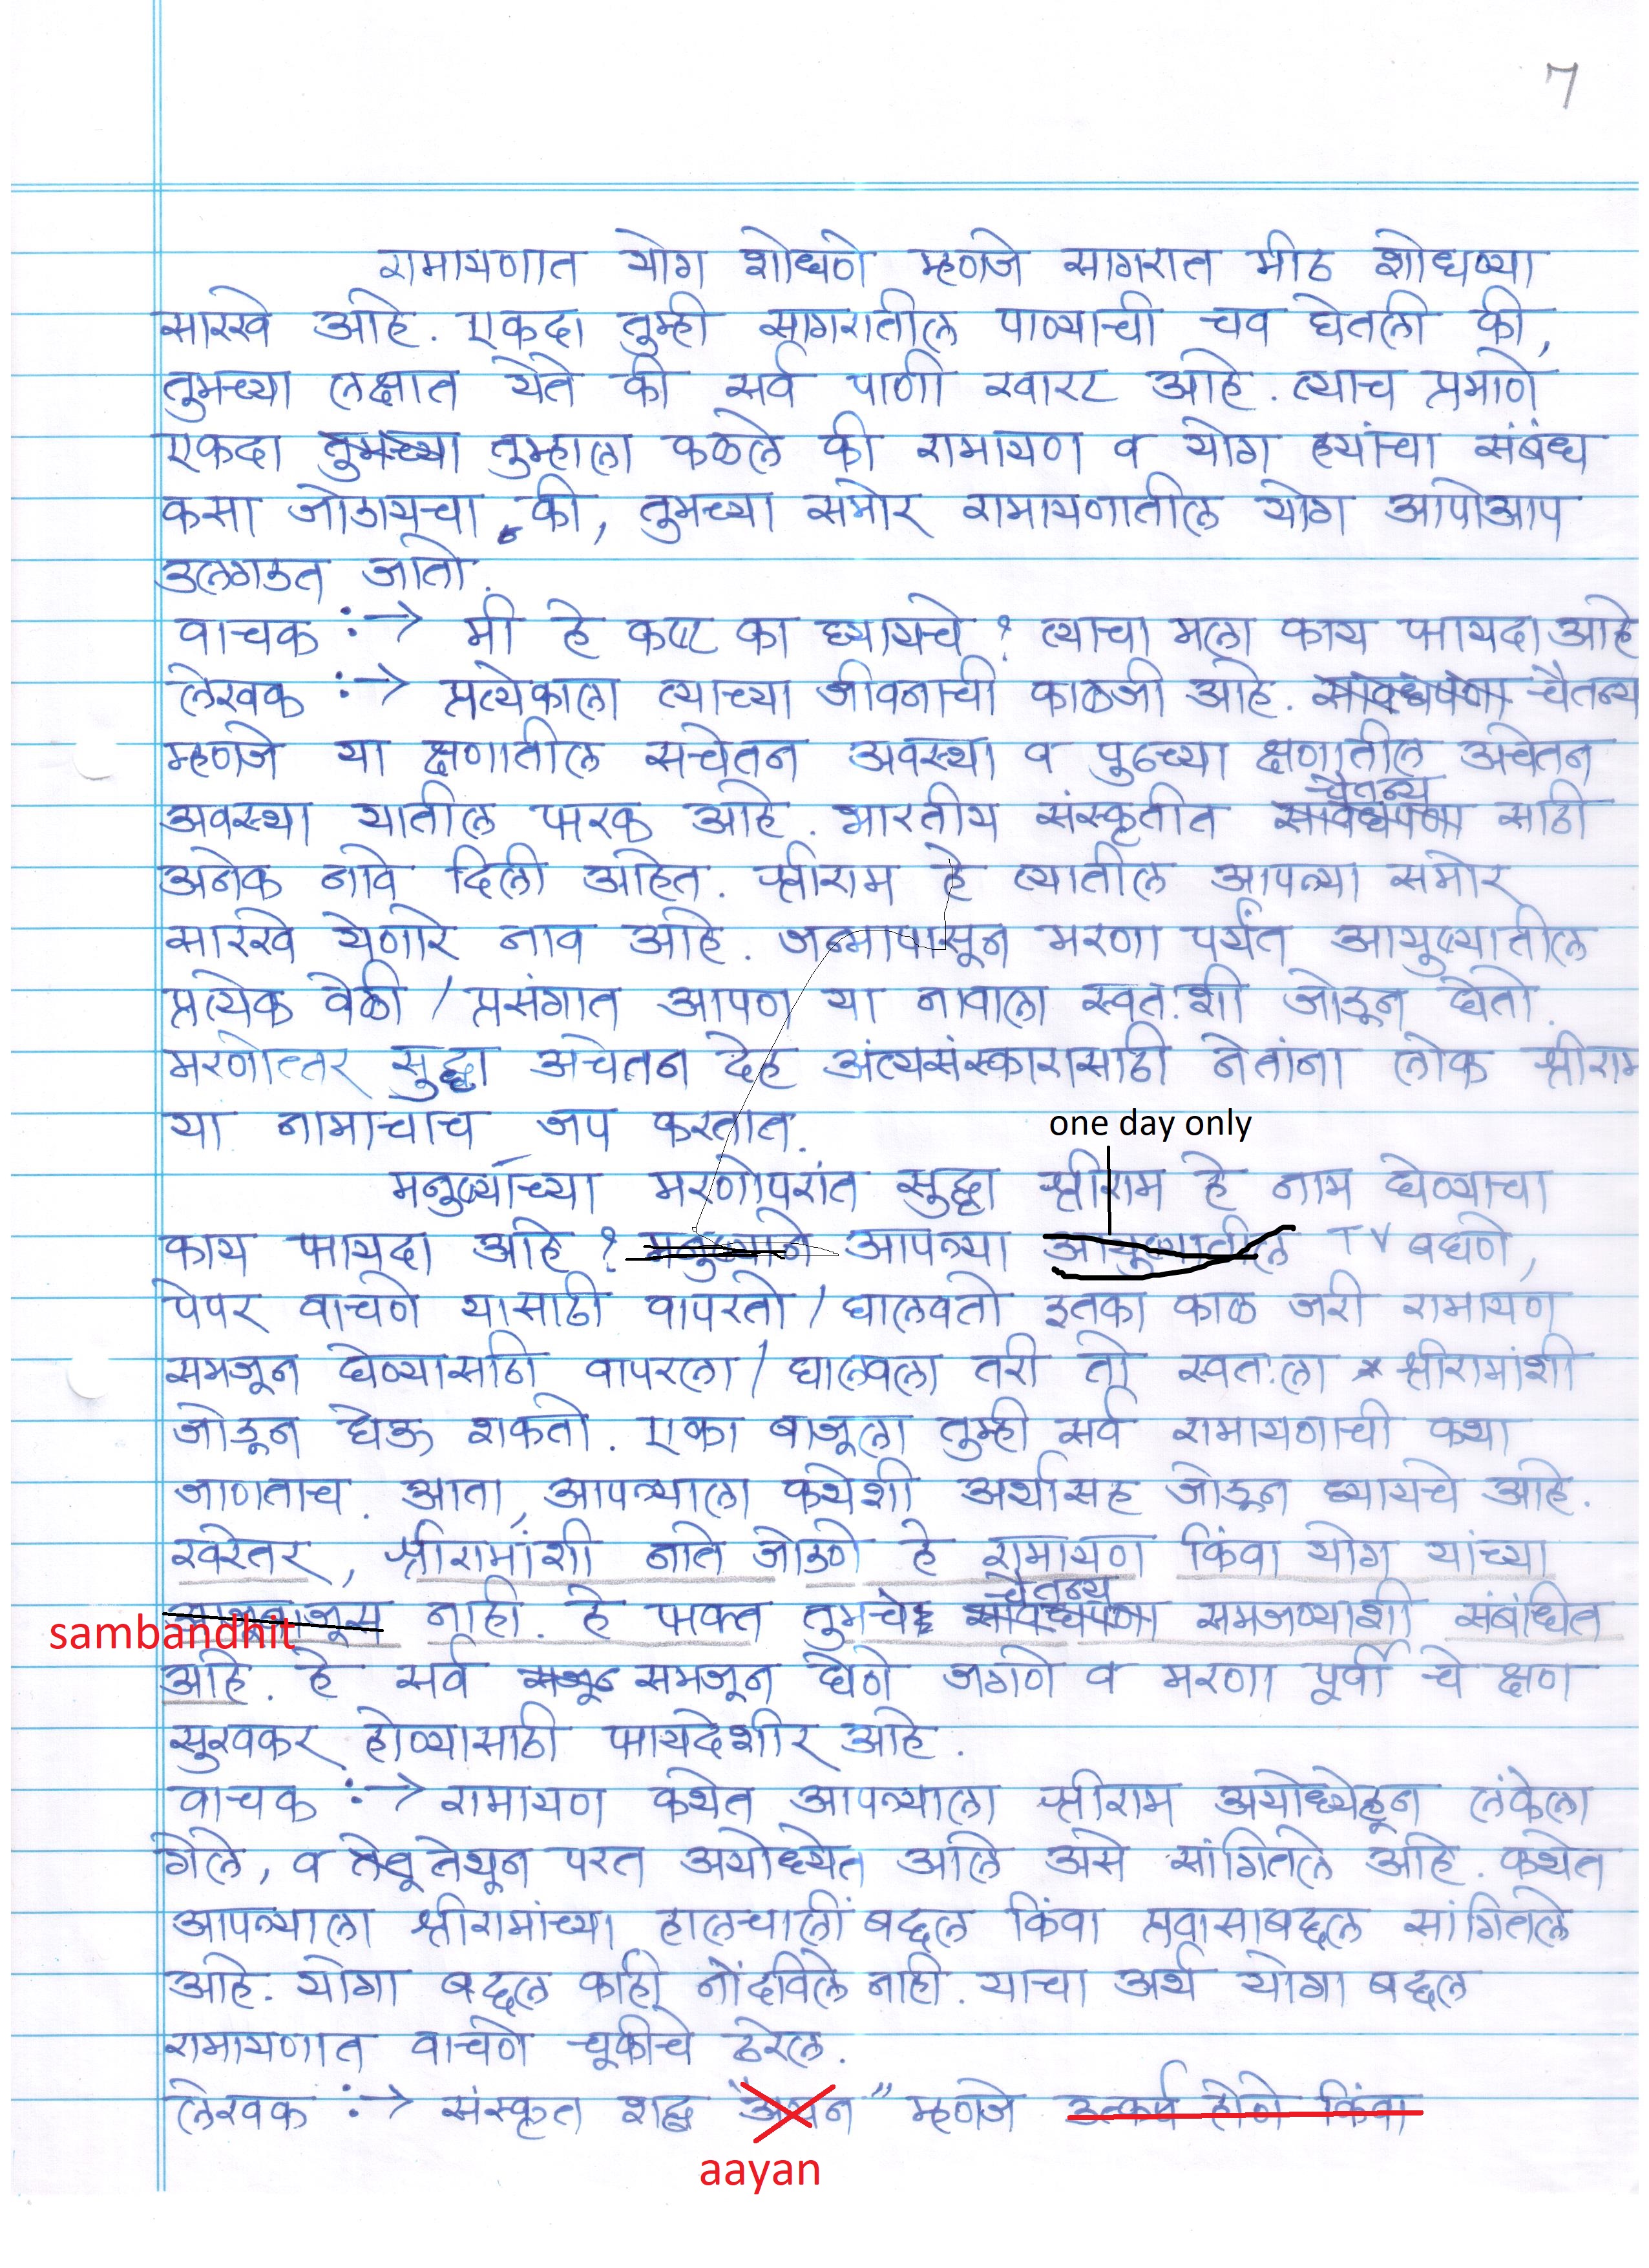 7
रामायणात योग शोधणे म्हणजे सागरात मीठ शोधण्या
सारखे आहे. एकदा तुम्ही सागरातील पाण्याची चव घेतली की,
तुमच्या लक्षात येते की सर्व पाणी खारट आहे. त्याच प्रमाणे
एकदा तुमच्या तुम्हाला कळले की रामायण व योग ह्यांचा संबंध
कसा जोडायचा की, तुमच्या समोर रामायणातील योग आपोआप
उलगडत जातो.
वाचक :→ मी हे कष्ट का घ्यायचे ? त्याचा मला काय फायदा आहे
लेखक :→ प्रत्येकाला त्याच्या जीवनाची काळजी आहे. सावधपणा चैतन्य
म्हणजे या क्षणातील सचेतन अवस्था व पुढच्या क्षणातील अचेतन
चैतन्य
अवस्था यातील फरक आहे. भारतीय संस्कृतीत सावधपणा साठी
अनेक नावे दिली आहेत. श्रीराम हे त्यातील आपल्या समोर
सारखे येणारे नाव आहे. जन्मापासून मरणा पर्यंत आयुष्यातील
प्रत्येक वेळी / प्रसंगात आपण या नावाला स्वतःशी जोडून घेतो.
मरणोत्तर सुद्धा अचेतन देह अंत्यसंस्कारासाठी नेतांना लोक श्रीराम
या नामाचाच जप करतात.
one day only
मनुष्याच्या मरणोपरांत सुद्धा श्रीराम हे नाम घेण्याचा
काय फायदा आहे ? मनुष्याने आपल्या आयुष्यातील TV बघणे,
पेपर वाचणे यासाठी वापरतो / घालवतो इतका काळ जरी रामायण
समजून घेण्यासाठी वापरला / घालवला तरी तो स्वतःला श्रीरामांशी
जोडून घेऊ शकतो. एका बाजूला तुम्ही सर्व रामायणाची कथा
जाणताच. आता, आपल्याला कथेशी अर्थासह जोडून घ्यायचे आहे.
खरेतर, श्रीरामांशी नाते जोडणे हे रामायण किंवा योग यांच्या
चैतन्य
नाही. हे फक्त तुमचे सावधपणा समजण्याशी संबंधित
sambandhit
आहे. हे सर्व समजून घेणे जगणे व मरणा पूर्वी चे क्षण
सुखकर होण्यासाठी फायदेशीर आहे.
वाचक :→ रामायण कथेत आपल्याला श्रीराम अयोध्येहून लंकेला
गेले, व तेथून परत अयोध्येत आले असे सांगितले आहे. कथेत
आपल्याला श्रीरामांच्या हालचालीं बद्दल किंवा प्रवासाबद्दल सांगितले
आहे. योगा बद्दल काही नोंदविले नाही. याचा अर्थ योगा बद्दल
रामायणात वाचणे चूकीचे ठरेल.
लेखक :→ संस्कृत शब्द "अयन" म्हणजे उत्कर्ष होणे किंवा
aayan